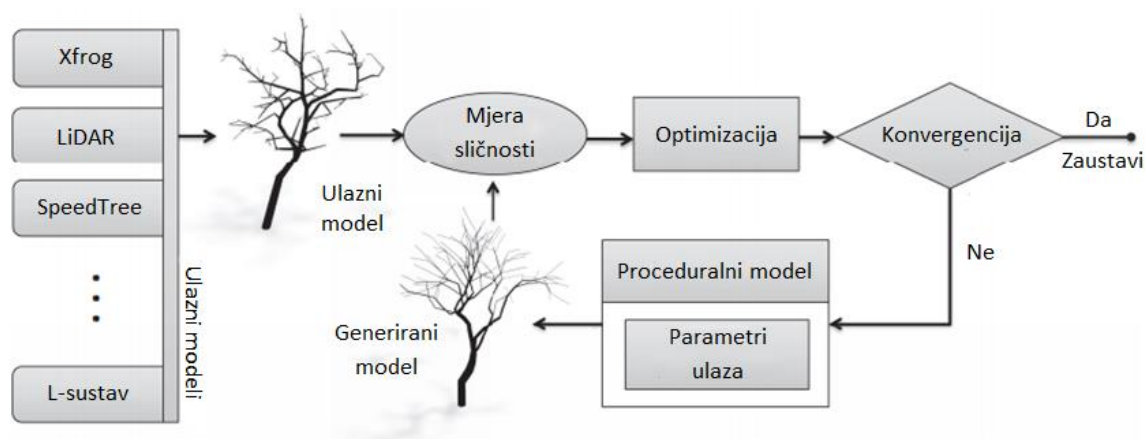 Xfrog
LiDAR
SpeedTree
L-sustav
Ulazni modeli
Ulazni
model
Mjera
sličnosti
Optimizacija
Konvergencija
Da
Zaustavi
Ne
Proceduralni model
Parametri
ulaza
Generirani
model